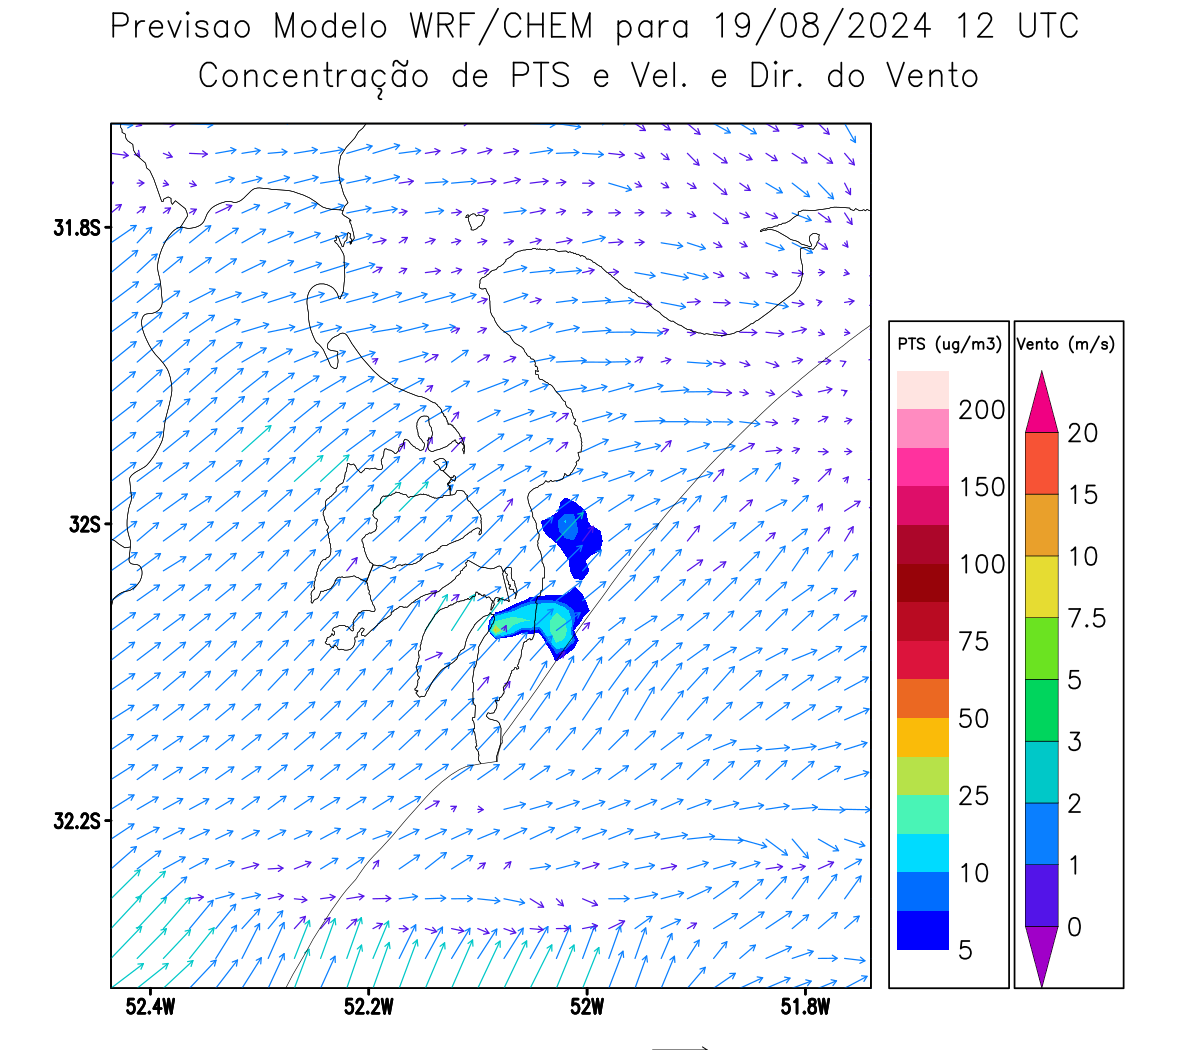 Previsao Modelo WRF/CHEM para 19/08/2024 12 UTC
Concentração de PTS e Vel. e Dir. do Vento
31.8S
32S
32.2S
52.4W 52.2W 52W 51.8W
PTS (ug/m3)
200
150
100
75
50
25
10
5
Vento (m/s)
20
15
10
7.5
5
3
2
1
0